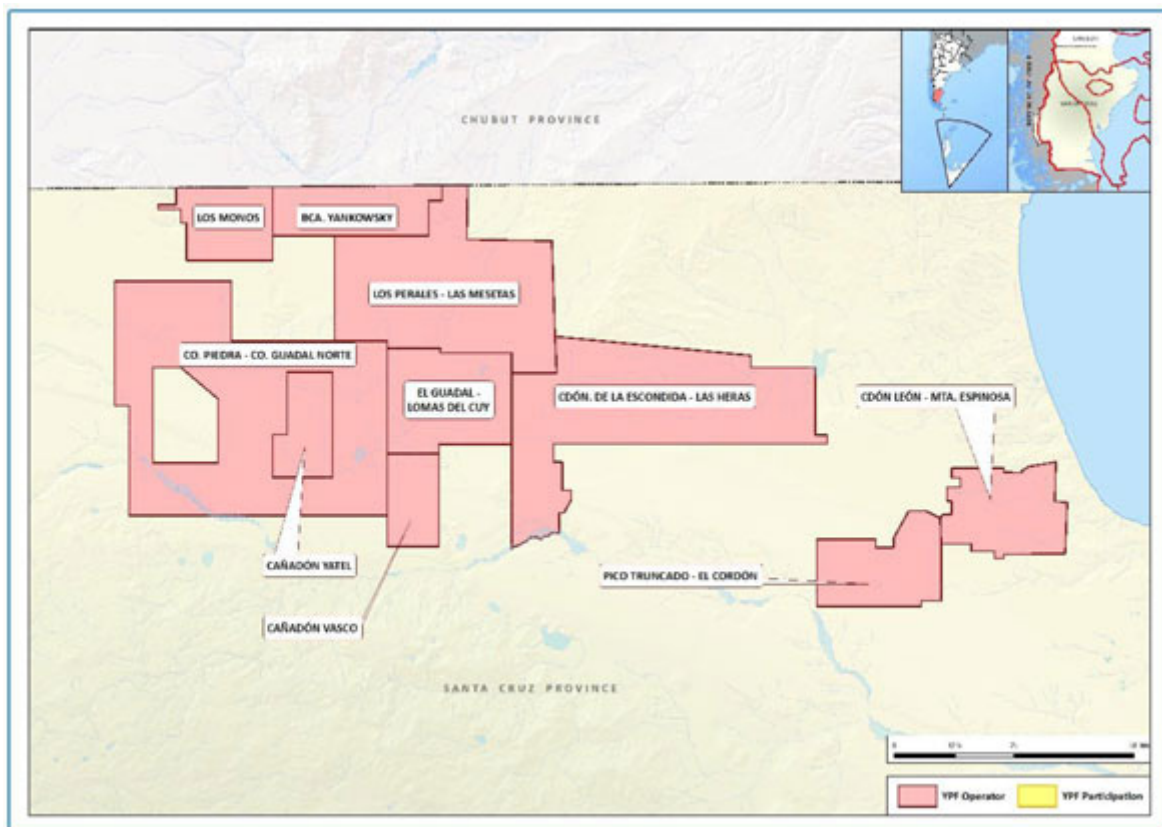 CHUBUT PROVINCE
LOS MONOS
BCA. YANKOWSKY
LOS PERALES - LAS MESETAS
CO. PIEDRA - CO. GUADAL NORTE
EL GUADAL -
LOMAS DEL CUY
CDÓN. DE LA ESCONDIDA - LAS HERAS
CDÓN LEÓN - MTA. ESPINOSA
CAÑADÓN YATEL
PICO TRUNCADO - EL CORDÓN
CAÑADÓN VASCO
SANTA CRUZ PROVINCE
0
YPF Operator
YPF Participation